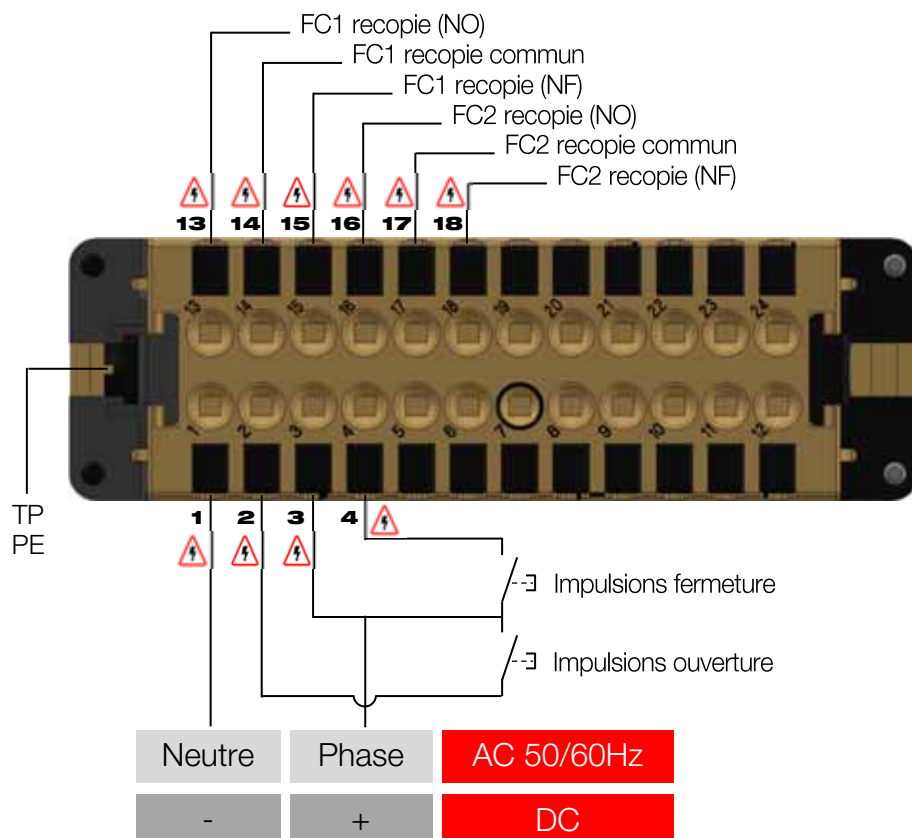 FC1 recopie (NO)
FC1 recopie commun
FC1 recopie (NF)
FC2 recopie (NO)
FC2 recopie commun
FC2 recopie (NF)
13 14 15 16 17 18
13 14 15 16 17 18 19 20 21 22 23 24
1 2 3 4 5 6 7 8 9 10 11 12
TP
PE
1 2 3 4
Impulsions fermeture
Impulsions ouverture
Neutre Phase AC 50/60Hz
- + DC